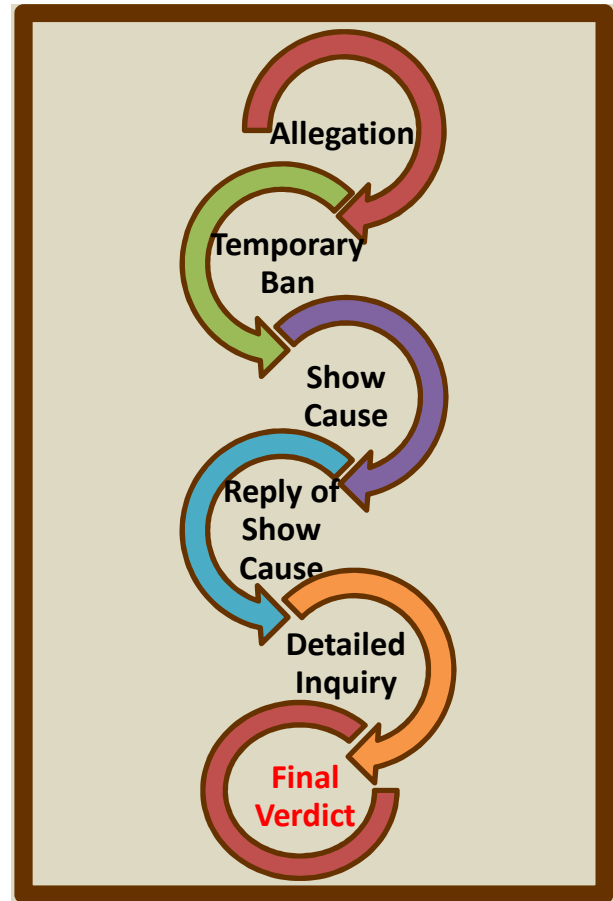 Allegation
Temporary
Ban
Show
Cause
Reply of
Show
Cause
Detailed
Inquiry
Final
Verdict